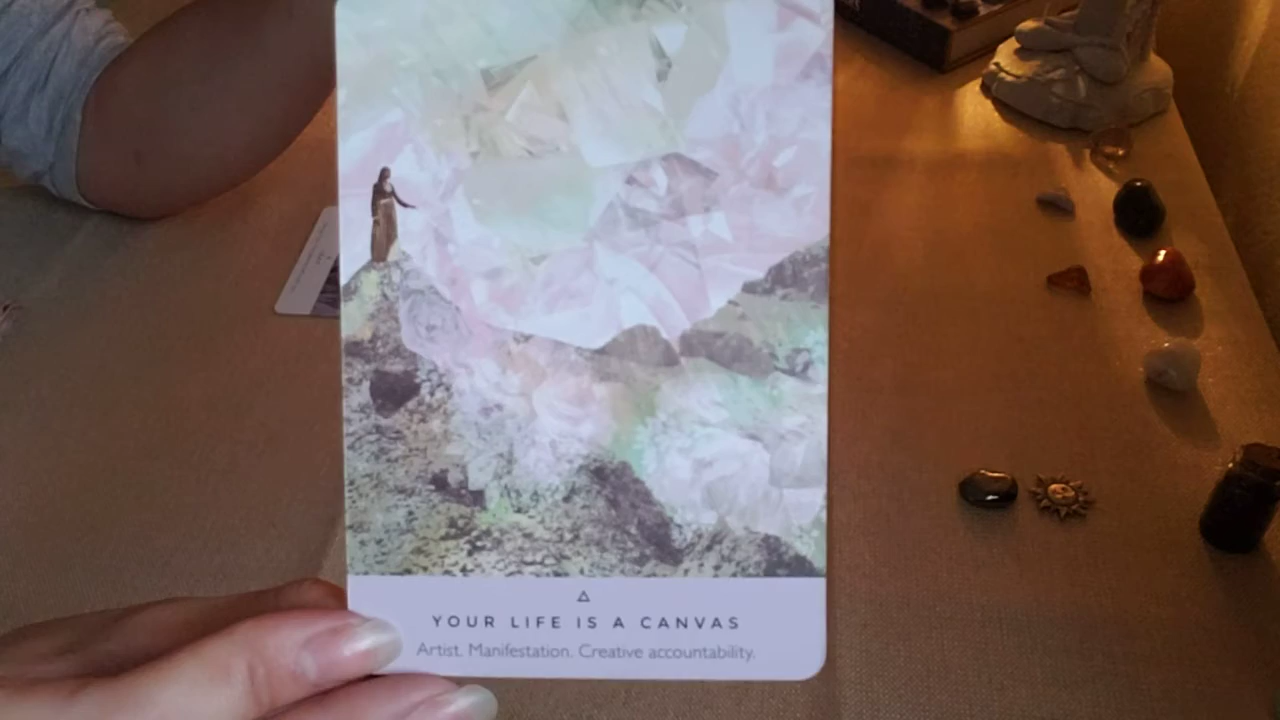 YOUR LIFE IS A CANVAS
Artist. Manifestation. Creative accountability.